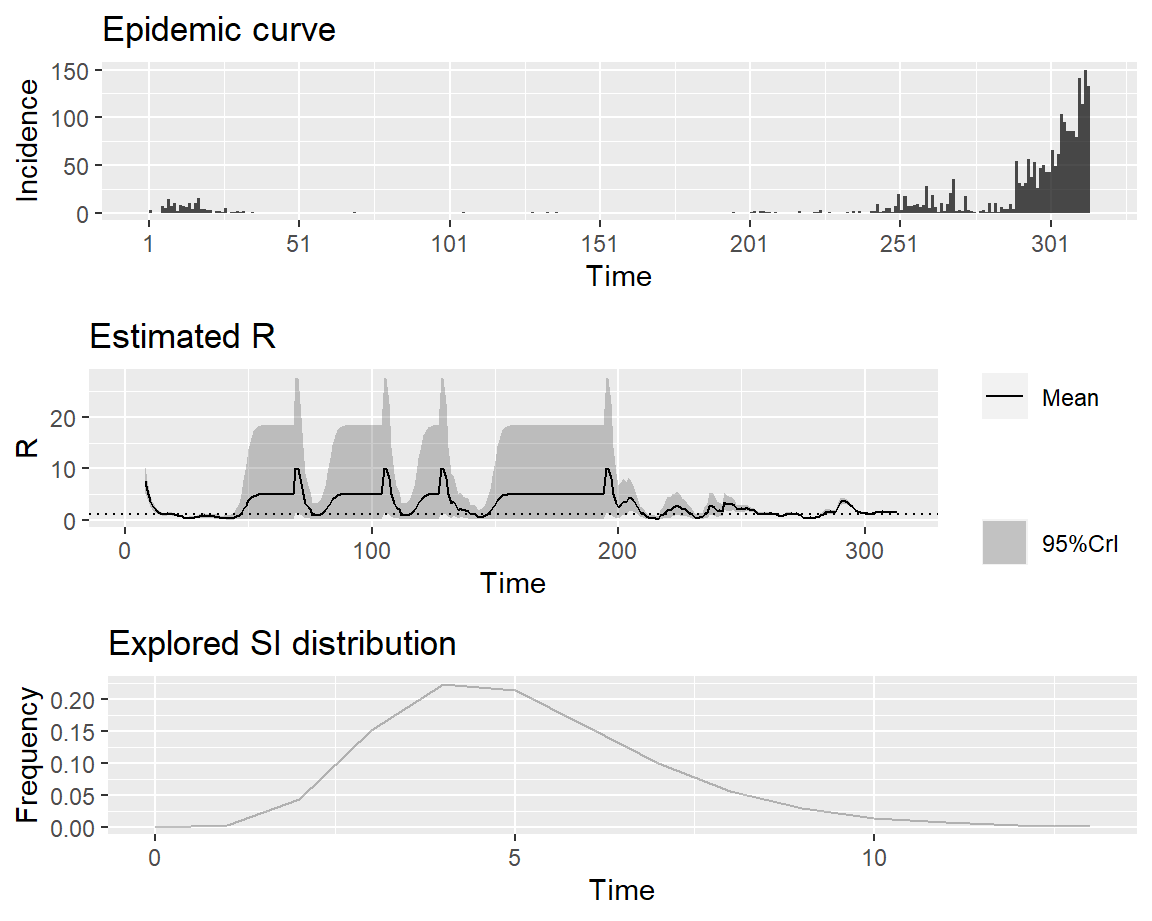 Epidemic curve
150
100
50
0
Incidence
1 51 101 151 201 251 301
Time
Estimated R
20
10
0
R
0 100 200 300
Time
Mean
95%CrI
Explored SI distribution
0.20
0.15
0.10
0.05
0.00
Frequency
0 5 10
Time